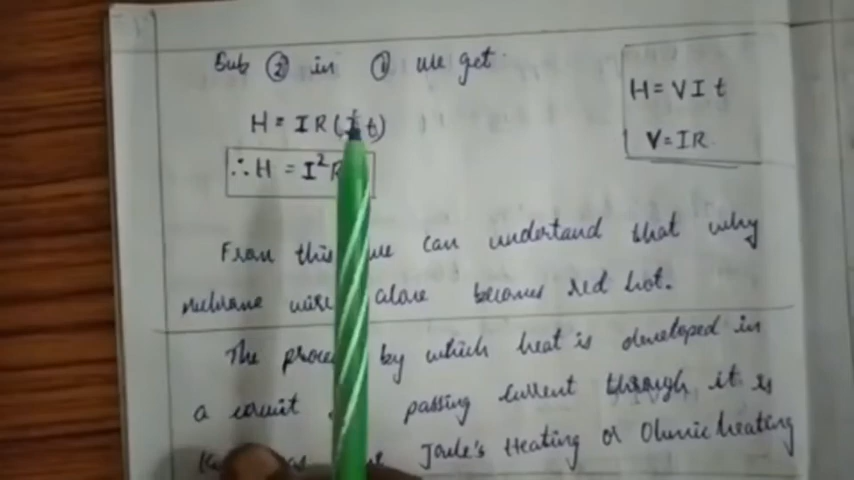 Sub ② in ① we get
H = VIt
V = IR
H = IR (It)
∴ H = I²R
From this we can understand that why
nichrome wire alone becomes red hot.
The by which heat is developed in
a circuit passing current through it is
as Joule's Heating or Ohmic heating